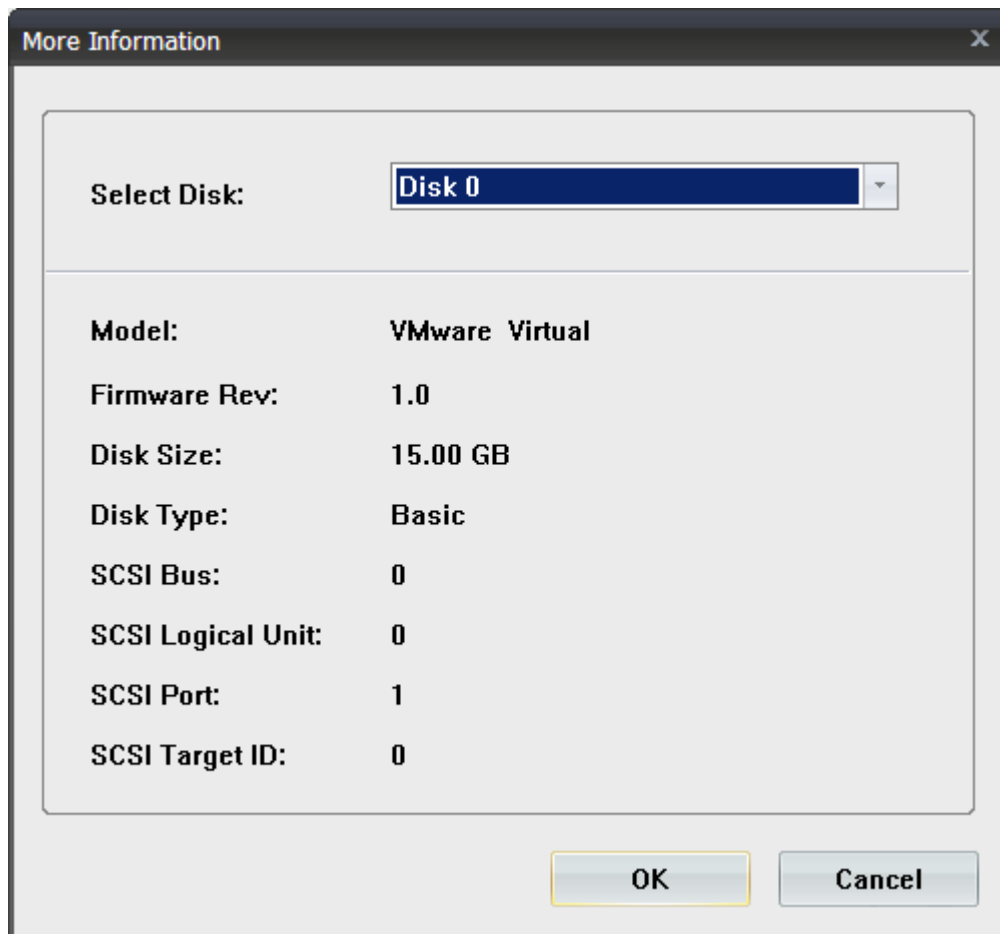 More Information
Select Disk: Disk 0
Model: VMware Virtual
Firmware Rev: 1.0
Disk Size: 15.00 GB
Disk Type: Basic
SCSI Bus: 0
SCSI Logical Unit: 0
SCSI Port: 1
SCSI Target ID: 0
OK Cancel